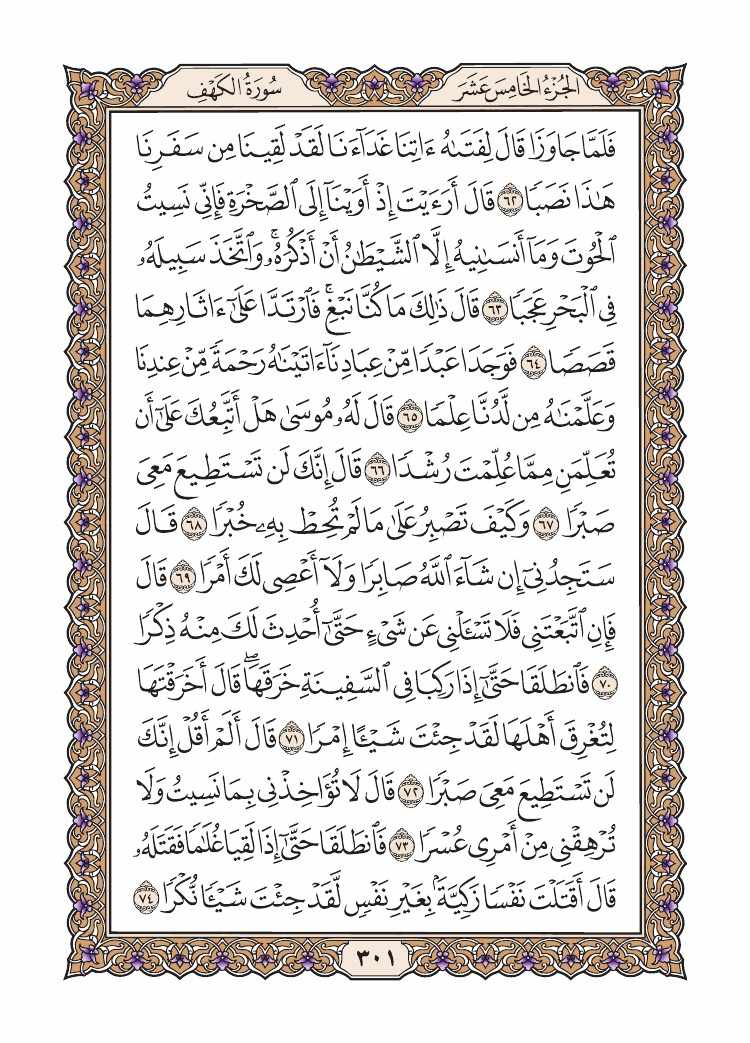 الجُزْءُ الخَامِسَ عَشَرَ
سُورَةُ الكَهْفِ
فَلَمَّا جَاوَزَا قَالَ لِفَتَىٰهُ ءَاتِنَا غَدَآءَنَا لَقَدْ لَقِينَا مِن سَفَرِنَا
هَٰذَا نَصَبٗا ٦٢ قَالَ أَرَءَيْتَ إِذْ أَوَيْنَآ إِلَى ٱلصَّخْرَةِ فَإِنِّي نَسِيتُ
ٱلْحُوتَ وَمَآ أَنسَىٰنِيهُ إِلَّا ٱلشَّيْطَٰنُ أَنْ أَذْكُرَهُۥۚ وَٱتَّخَذَ سَبِيلَهُۥ
فِي ٱلْبَحْرِ عَجَبٗا ٦٣ قَالَ ذَٰلِكَ مَا كُنَّا نَبْغِۚ فَٱرْتَدَّا عَلَىٰٓ ءَاثَارِهِمَا
قَصَصٗا ٦٤ فَوَجَدَا عَبْدٗا مِّنْ عِبَادِنَآ ءَاتَيْنَٰهُ رَحْمَةٗ مِّنْ عِندِنَا
وَعَلَّمْنَٰهُ مِن لَّدُنَّا عِلْمٗا ٦٥ قَالَ لَهُۥ مُوسَىٰ هَلْ أَتَّبِعُكَ عَلَىٰٓ أَن
تُعَلِّمَنِ مِمَّا عُلِّمْتَ رُشْدٗا ٦٦ قَالَ إِنَّكَ لَن تَسْتَطِيعَ مَعِيَ
صَبْرٗا ٦٧ وَكَيْفَ تَصْبِرُ عَلَىٰ مَا لَمْ تُحِطْ بِهِۦ خُبْرٗا ٦٨ قَالَ
سَتَجِدُنِيٓ إِن شَآءَ ٱللَّهُ صَابِرٗا وَلَآ أَعْصِي لَكَ أَمْرٗا ٦٩ قَالَ
فَإِنِ ٱتَّبَعْتَنِي فَلَا تَسْـَٔلْنِي عَن شَيْءٍ حَتَّىٰٓ أُحْدِثَ لَكَ مِنْهُ ذِكْرٗا
٧٠ فَٱنطَلَقَا حَتَّىٰٓ إِذَا رَكِبَا فِي ٱلسَّفِينَةِ خَرَقَهَاۖ قَالَ أَخَرَقْتَهَا
لِتُغْرِقَ أَهْلَهَا لَقَدْ جِئْتَ شَيْـًٔا إِمْرٗا ٧١ قَالَ أَلَمْ أَقُلْ إِنَّكَ
لَن تَسْتَطِيعَ مَعِيَ صَبْرٗا ٧٢ قَالَ لَا تُؤَاخِذْنِي بِمَا نَسِيتُ وَلَا
تُرْهِقْنِي مِنْ أَمْرِي عُسْرٗا ٧٣ فَٱنطَلَقَا حَتَّىٰٓ إِذَا لَقِيَا غُلَٰمٗا فَقَتَلَهُۥ
قَالَ أَقَتَلْتَ نَفْسٗا زَكِيَّةَۢ بِغَيْرِ نَفْسٖ لَّقَدْ جِئْتَ شَيْـٔٗا نُّكْرٗا ٧٤
٣٠١